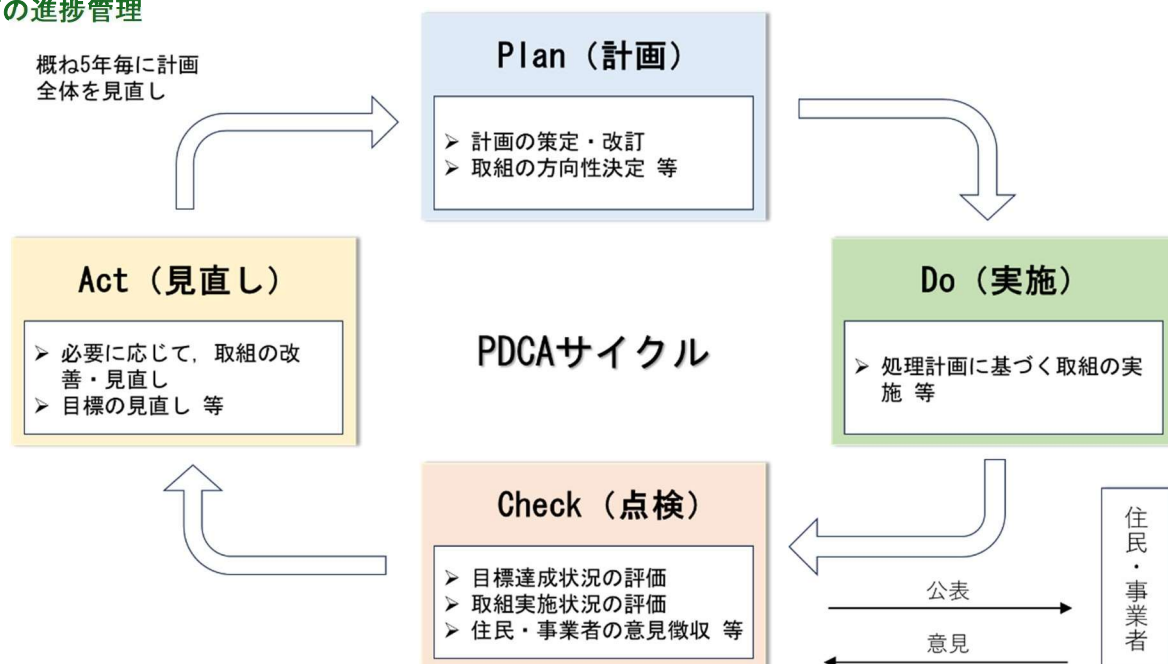 の進捗管理
概ね5年毎に計画
全体を見直し
Plan（計画）
➢ 計画の策定・改訂
➢ 取組の方向性決定 等
Act（見直し）
➢ 必要に応じて，取組の改
善・見直し
➢ 目標の見直し 等
PDCAサイクル
Do（実施）
➢ 処理計画に基づく取組の実
施 等
Check（点検）
➢ 目標達成状況の評価
➢ 取組実施状況の評価
➢ 住民・事業者の意見徴収 等
公表
意見
住民・事業者